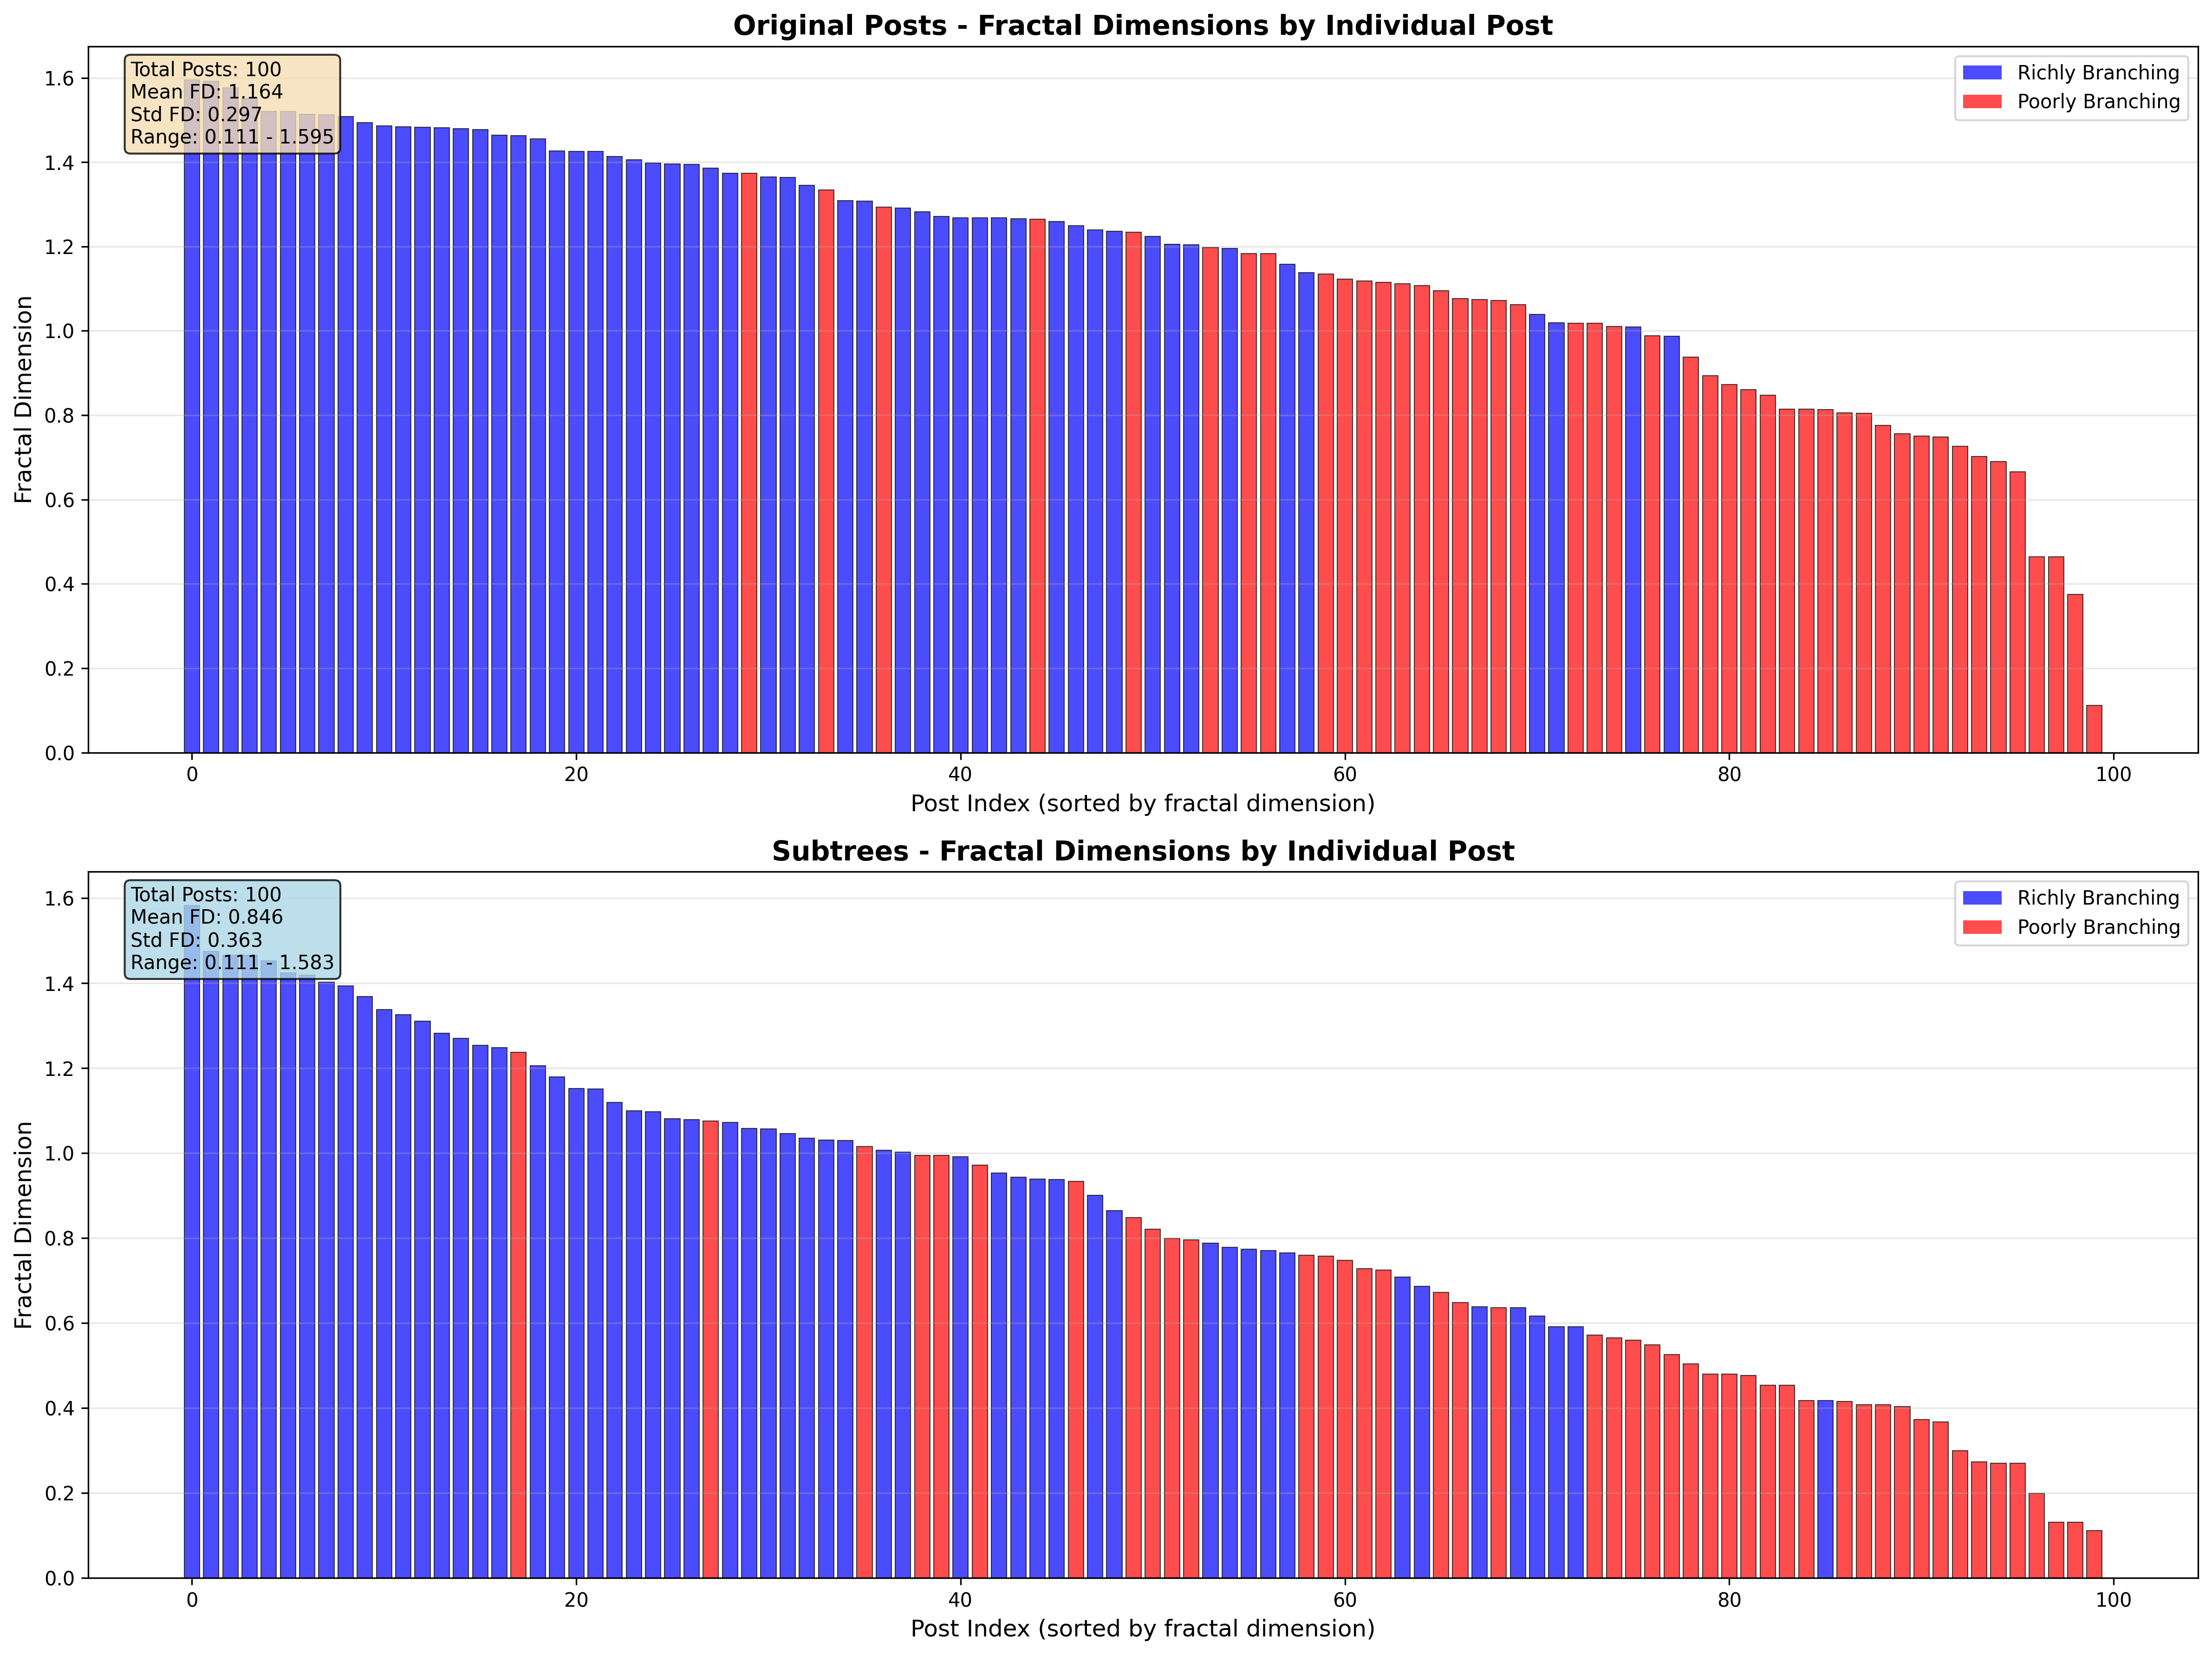 Original Posts - Fractal Dimensions by Individual Post
Total Posts: 100
Mean FD: 1.164
Std FD: 0.297
Range: 0.111 - 1.595
Richly Branching
Poorly Branching
Fractal Dimension
1.6
1.4
1.2
1.0
0.8
0.6
0.4
0.2
0.0
0
20
40
60
80
100
Post Index (sorted by fractal dimension)
Subtrees - Fractal Dimensions by Individual Post
Total Posts: 100
Mean FD: 0.846
Std FD: 0.363
Range: 0.111 - 1.583
Richly Branching
Poorly Branching
Fractal Dimension
1.6
1.4
1.2
1.0
0.8
0.6
0.4
0.2
0.0
0
20
40
60
80
100
Post Index (sorted by fractal dimension)